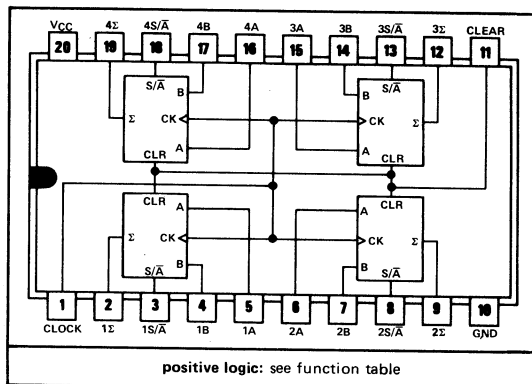 VCC 4Σ 4S/A̅ 4B 4A 3A 3B 3S/A̅ 3Σ CLEAR
20 19 18 17 16 15 14 13 12 11
S/A̅ S/A̅
B B
Σ CK CK Σ
A A
CLR CLR
CLR CLR
A A
Σ CK CK Σ
B B
S/A̅ S/A̅
1 2 3 4 5 6 7 8 9 10
CLOCK 1Σ 1S/A̅ 1B 1A 2A 2B 2S/A̅ 2Σ GND
positive logic: see function table